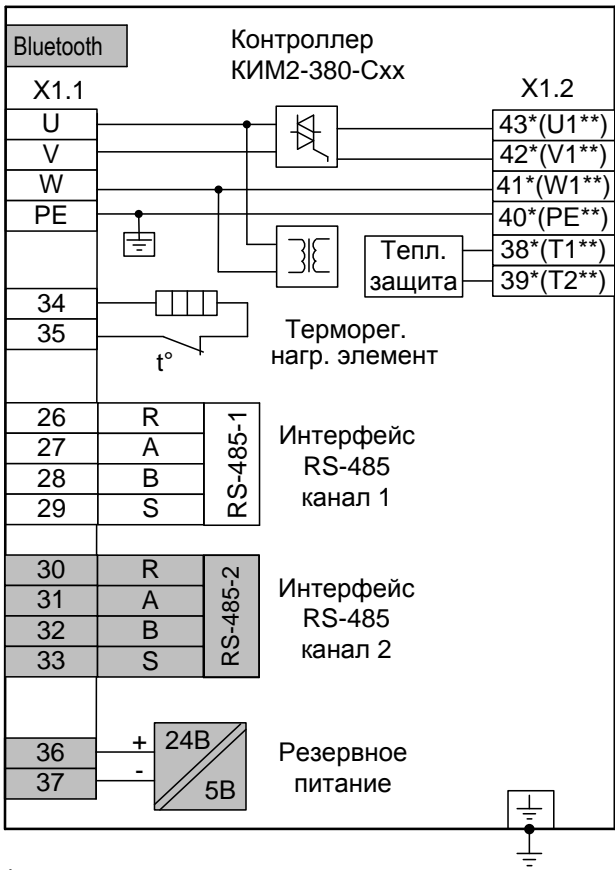 Bluetooth
Контроллер
КИМ2-380-Схх
X1.1
X1.2
U
43*(U1**)
V
42*(V1**)
W
41*(W1**)
PE
40*(PE**)
Тепл.
защита
38*(T1**)
39*(T2**)
34
35
t°
Терморег.
нагр. элемент
26 R
27 A
28 B
29 S
RS-485-1
Интерфейс
RS-485
канал 1
30 R
31 A
32 B
33 S
RS-485-2
Интерфейс
RS-485
канал 2
36 +
37 -
24В
5В
Резервное
питание